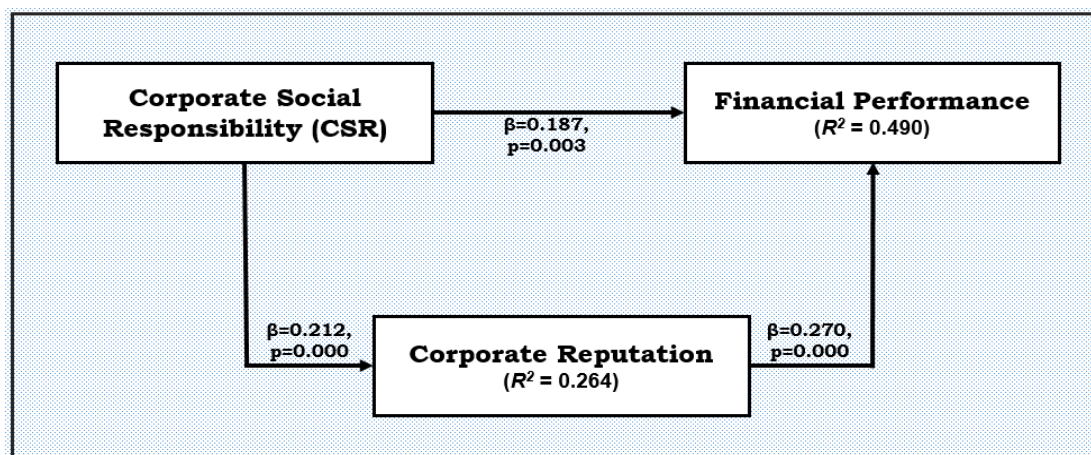 Corporate Social
Responsibility (CSR)
β=0.187,
p=0.003
Financial Performance
(R² = 0.490)
β=0.212,
p=0.000
Corporate Reputation
(R² = 0.264)
β=0.270,
p=0.000